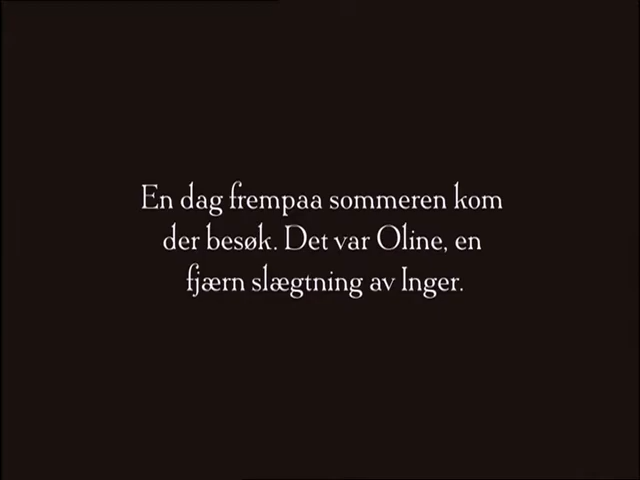 En dag frempaa sommeren kom
der besøk. Det var Oline, en
fjærn slægtning av Inger.